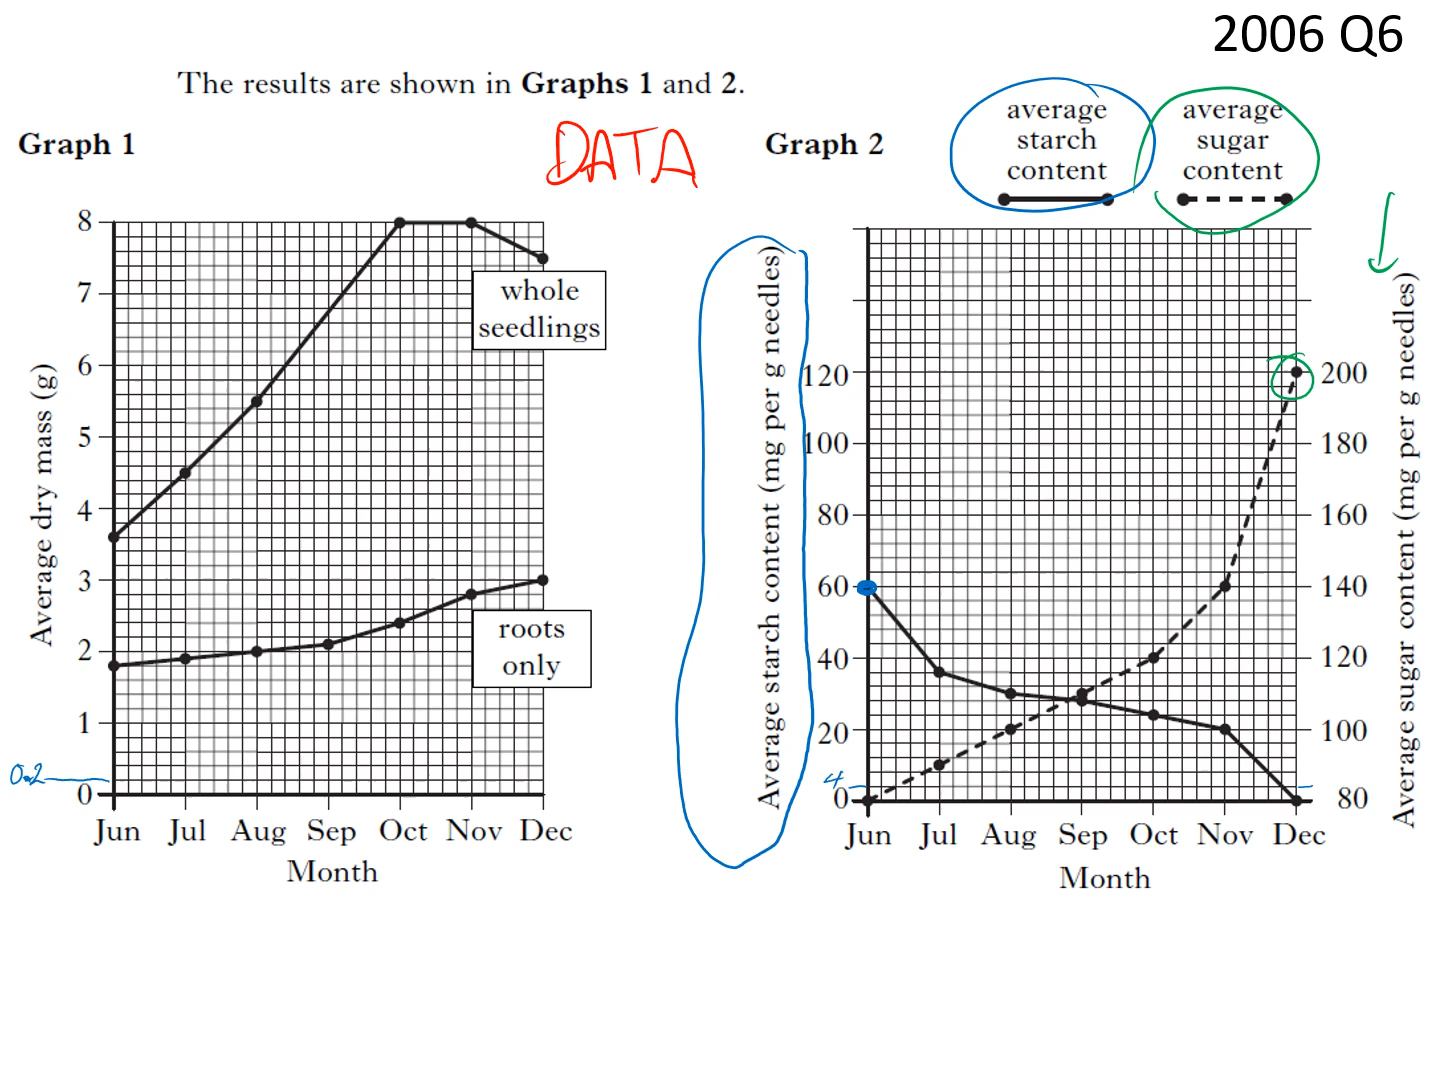 2006 Q6
The results are shown in Graphs 1 and 2.
Graph 1
DATA
8
7
6
5
4
3
2
1
0
0.2
Average dry mass (g)
whole
seedlings
roots
only
Jun Jul Aug Sep Oct Nov Dec
Month
Graph 2
average
starch
content
average
sugar
content
Average starch content (mg per g needles)
120
100
80
60
40
20
4
0
200
180
160
140
120
100
80
Average sugar content (mg per g needles)
Jun Jul Aug Sep Oct Nov Dec
Month